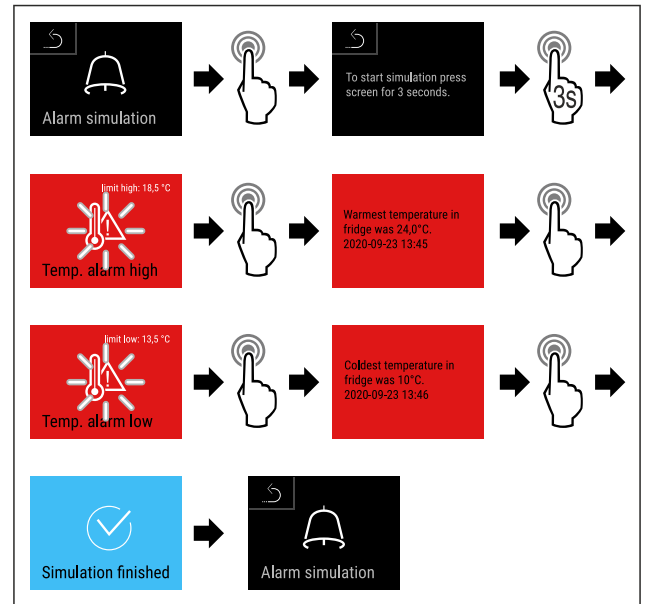 Alarm simulation
To start simulation press
screen for 3 seconds.
3s
limit high: 18,5 °C
Temp. alarm high
Warmest temperature in
fridge was 24,0°C.
2020-09-23 13:45
limit low: 13,5 °C
Temp. alarm low
Coldest temperature in
fridge was 10°C.
2020-09-23 13:46
Simulation finished
Alarm simulation